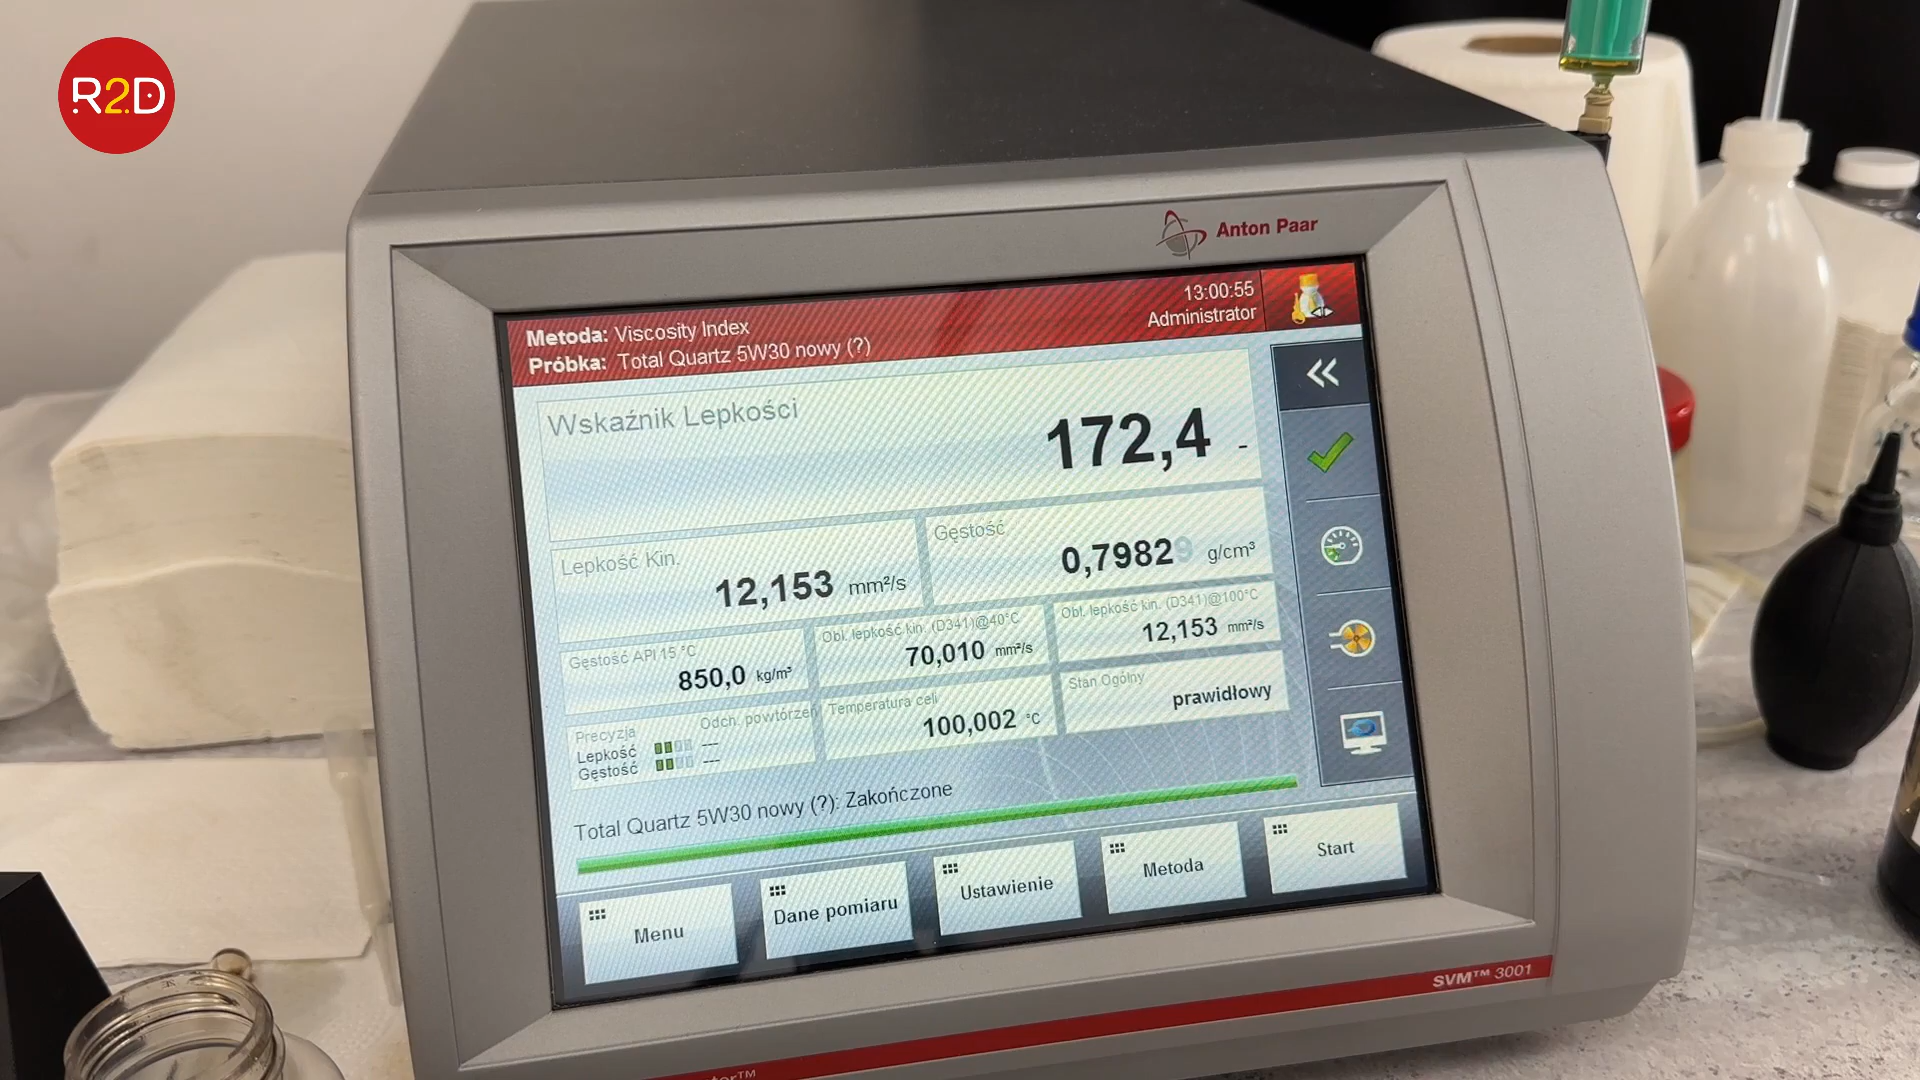 R2D
Anton Paar
13:00:55
Administrator
Metoda: Viscosity Index
Próbka: Total Quartz 5W30 nowy (?)
Wskaźnik Lepkości
172,4 -
Lepkość Kin.
12,153 mm²/s
Gęstość
0,79829 g/cm³
Gęstość API 15 °C
850,0 kg/m³
Obl. lepkość kin. (D341)@40°C
70,010 mm²/s
Obl. lepkość kin. (D341)@100°C
12,153 mm²/s
Precyzja Odch. powtórzeń
Lepkość ---
Gęstość ---
Temperatura celi
100,002 °C
Stan Ogólny
prawidłowy
Total Quartz 5W30 nowy (?): Zakończone
Menu
Dane pomiaru
Ustawienie
Metoda
Start
SVM™ 3001